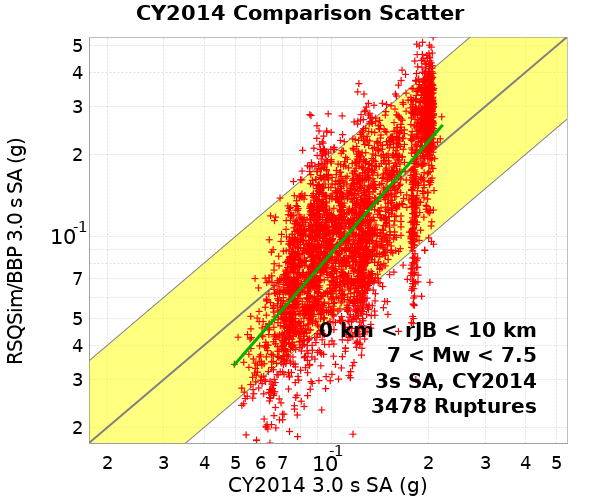 CY2014 Comparison Scatter
RSQSim/BBP 3.0 s SA (g)
5
4
3
2
10-1
7
5
4
3
2
0 km < rJB < 10 km
7 < Mw < 7.5
3s SA, CY2014
3478 Ruptures
2 3 4 5 6 7 10-1 2 3 4 5
CY2014 3.0 s SA (g)